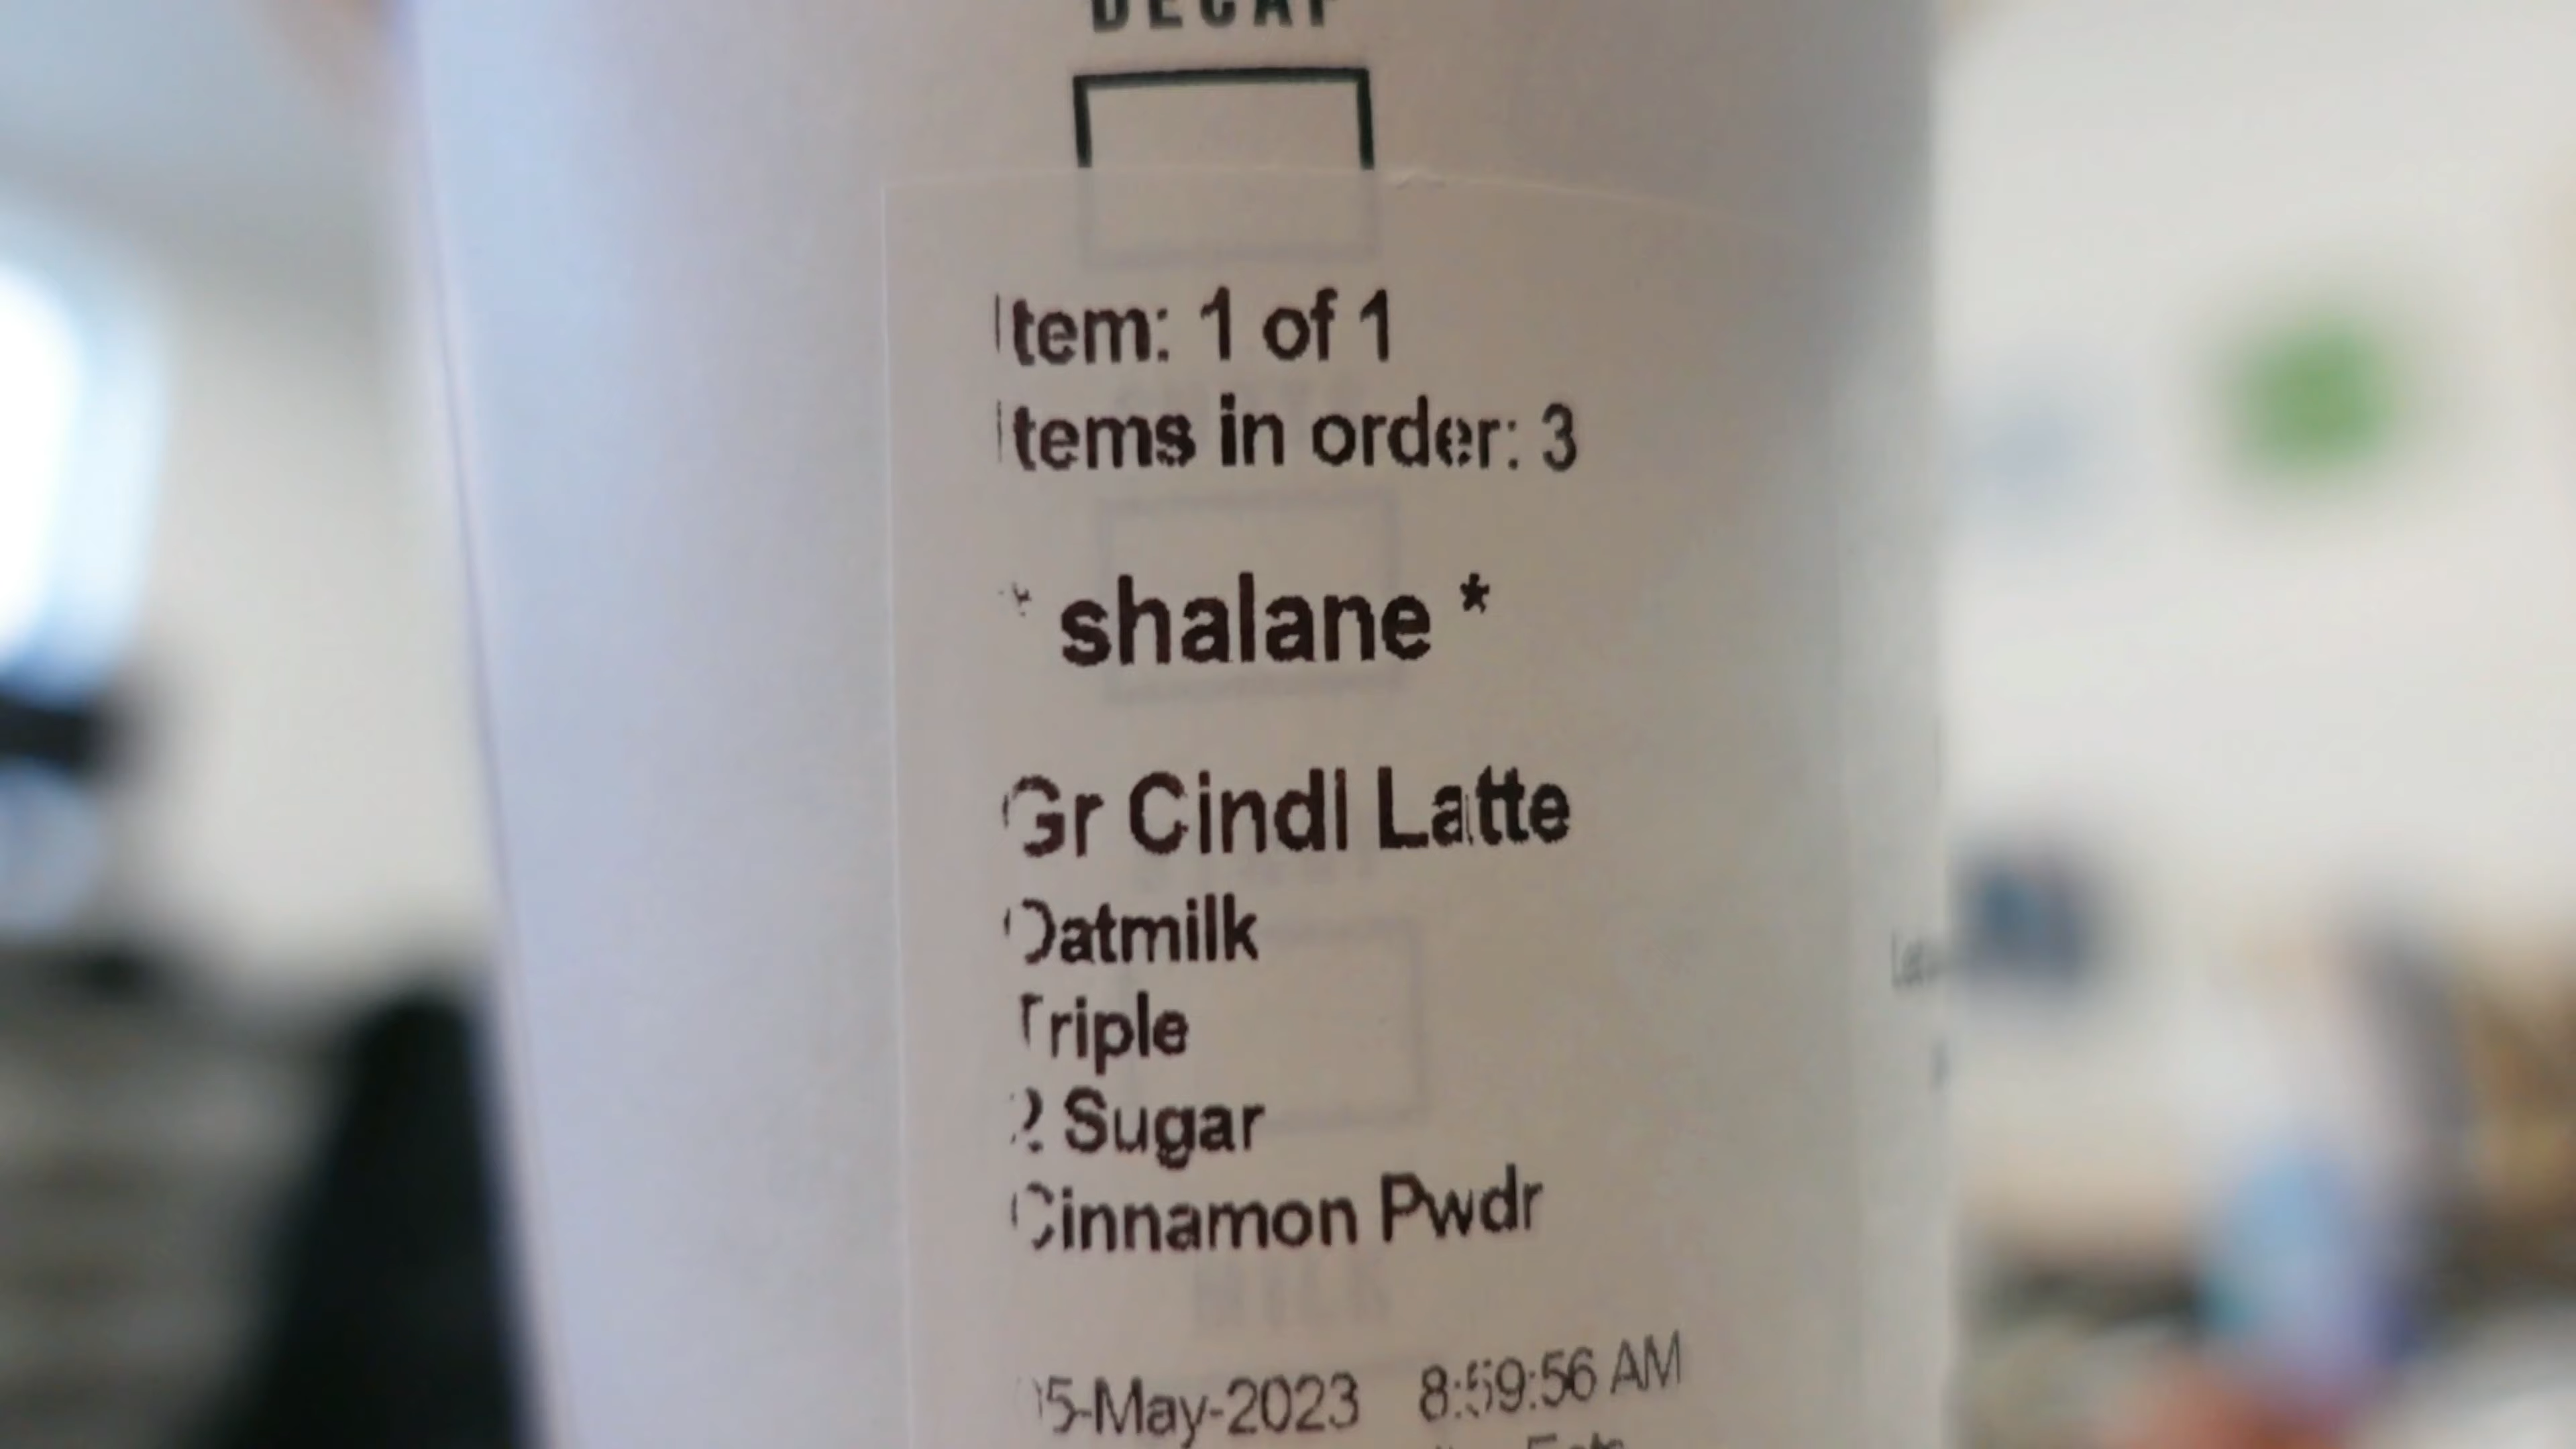 DECAF
Item: 1 of 1
Items in order: 3
* shalane *
Gr Cindl Latte
Oatmilk
Triple
2 Sugar
Cinnamon Pwdr
05-May-2023 8:59:56 AM